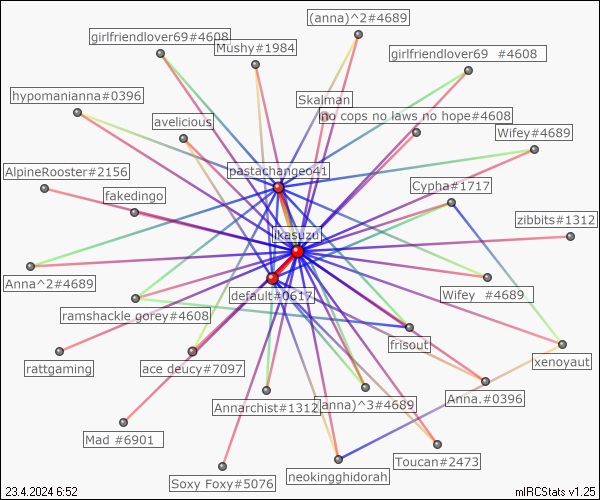 (anna)^2#4689
girlfriendlover69#4608
Mushy#1984
girlfriendlover69  #4608
hypomanianna#0396
Skalman
no cops no laws no hope#4608
avelicious
Wifey#4689
AlpineRooster#2156
pastachangeo41
Cypha#1717
fakedingo
zibbits#1312
ikasuzu
Anna^2#4689
default#0617
Wifey  #4689
ramshackle gorey#4608
frisout
xenoyaut
rattgaming
ace deucy#7097
Annarchist#1312
(anna)^3#4689
Anna.#0396
Mad #6901
Toucan#2473
Soxy Foxy#5076
neokingghidorah
23.4.2024 6:52
mIRCStats v1.25